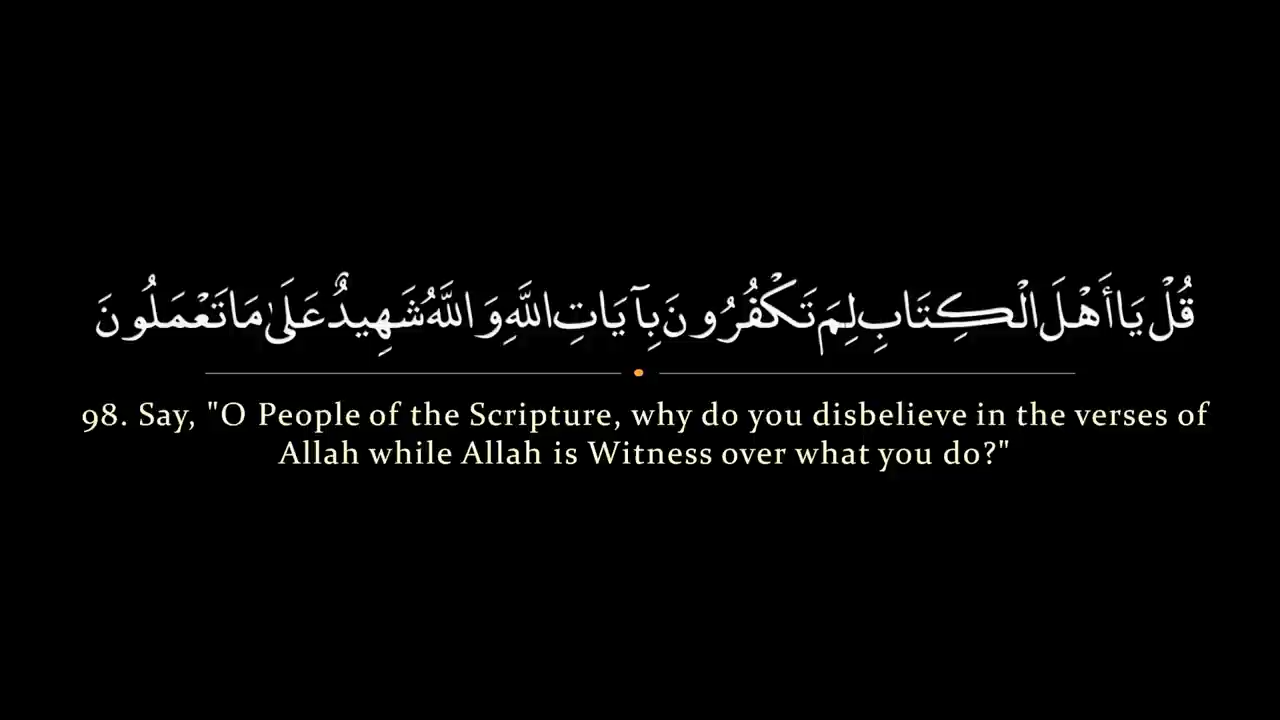 قُلْ يَا أَهْلَ الْكِتَابِ لِمَ تَكْفُرُونَ بِآيَاتِ اللَّهِ وَاللَّهُ شَهِيدٌ عَلَىٰ مَا تَعْمَلُونَ
98. Say, "O People of the Scripture, why do you disbelieve in the verses of
Allah while Allah is Witness over what you do?"